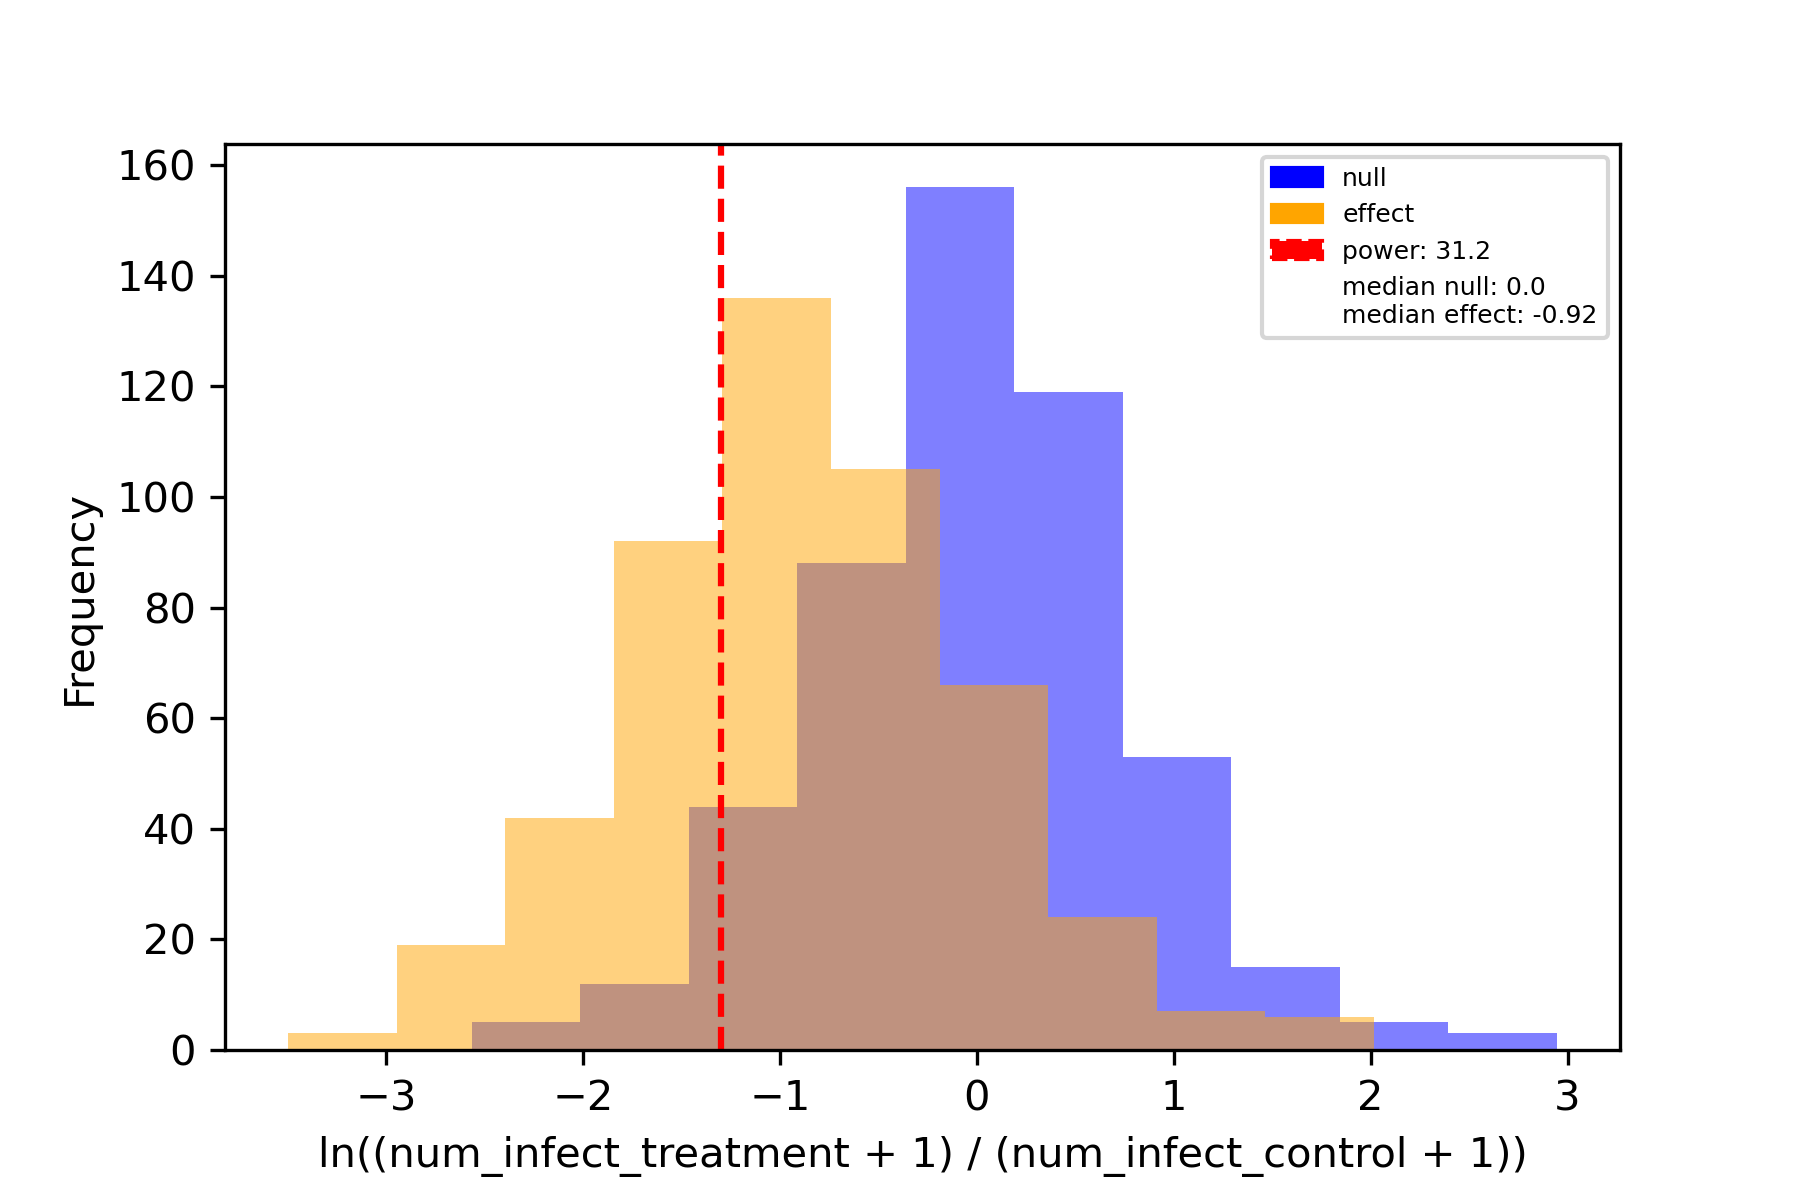 160
140
120
100
80
60
40
20
0
Frequency
null
effect
power: 31.2
median null: 0.0
median effect: -0.92
−3 −2 −1 0 1 2 3
ln((num_infect_treatment + 1) / (num_infect_control + 1))